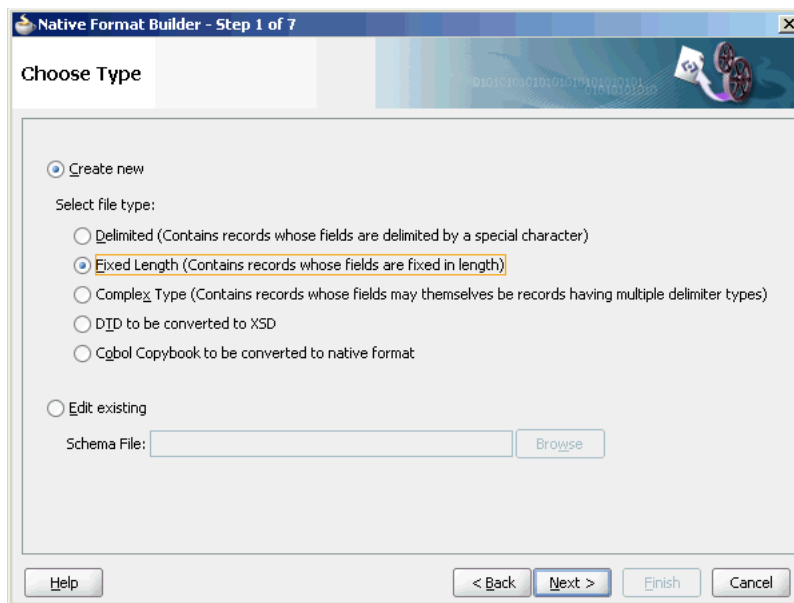 Native Format Builder - Step 1 of 7
Choose Type
01010101010101010101010101
01010101010
Create new
Select file type:
Delimited (Contains records whose fields are delimited by a special character)
Fixed Length (Contains records whose fields are fixed in length)
Complex Type (Contains records whose fields may themselves be records having multiple delimiter types)
DTD to be converted to XSD
Cobol Copybook to be converted to native format
Edit existing
Schema File:
Browse
Help
< Back
Next >
Finish
Cancel